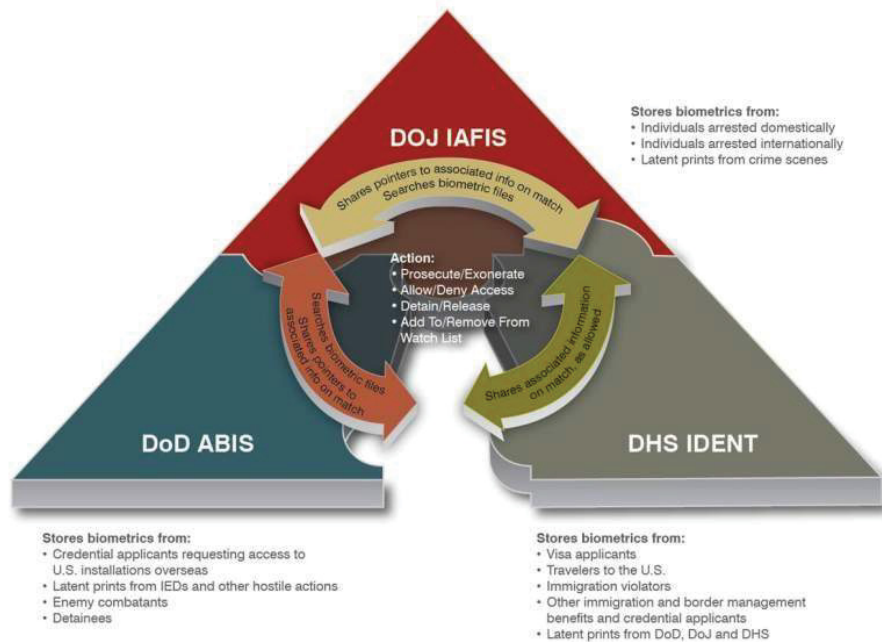 DOJ IAFIS
Stores biometrics from:
• Individuals arrested domestically
• Individuals arrested internationally
• Latent prints from crime scenes
Shares pointers to associated info on match
Searches biometric files
Action:
• Prosecute/Exonerate
• Allow/Deny Access
• Detain/Release
• Add To/Remove From
Watch List
Searches biometric files
Shares pointers to
associated info on match
Shares associated information
on match, as allowed
DoD ABIS
DHS IDENT
Stores biometrics from:
• Credential applicants requesting access to
U.S. installations overseas
• Latent prints from IEDs and other hostile actions
• Enemy combatants
• Detainees
Stores biometrics from:
• Visa applicants
• Travelers to the U.S.
• Immigration violators
• Other immigration and border management
benefits and credential applicants
• Latent prints from DoD, DoJ and DHS